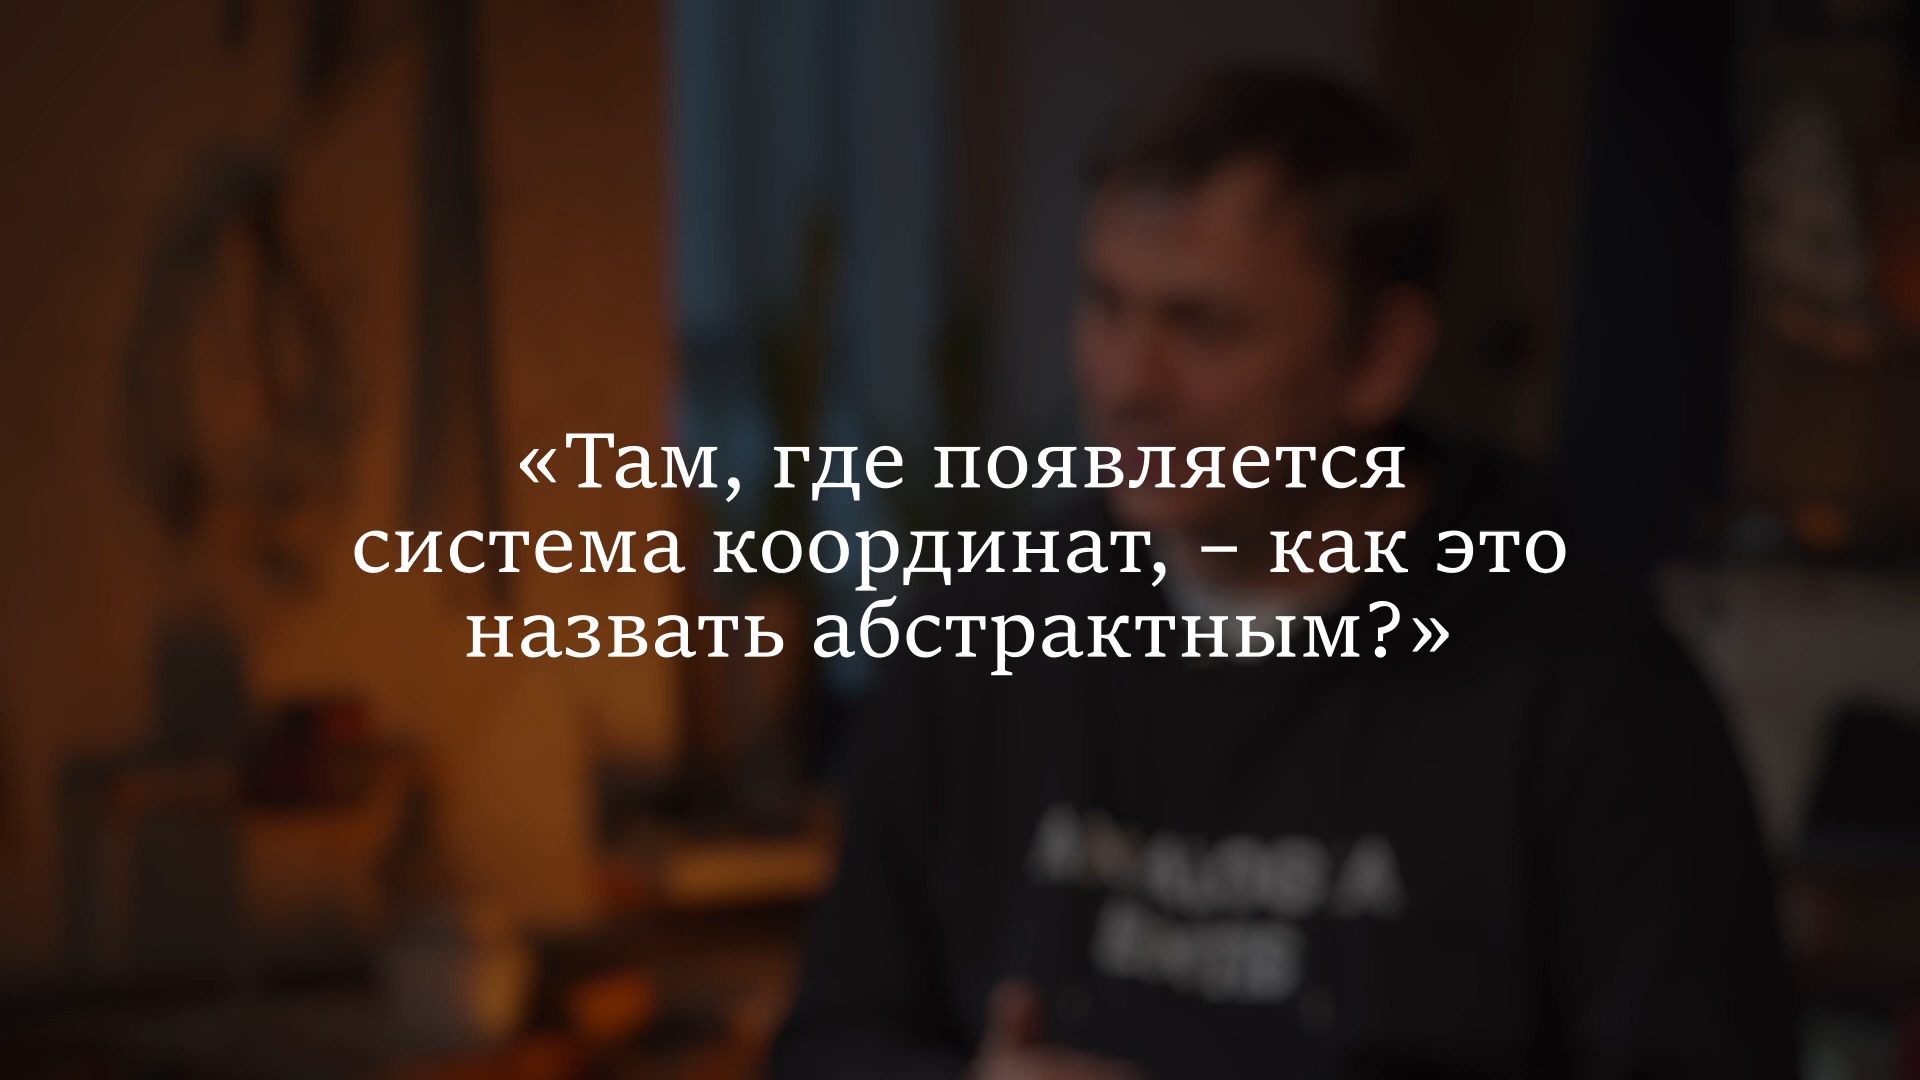 «Там, где появляется
система координат, – как это
назвать абстрактным?»